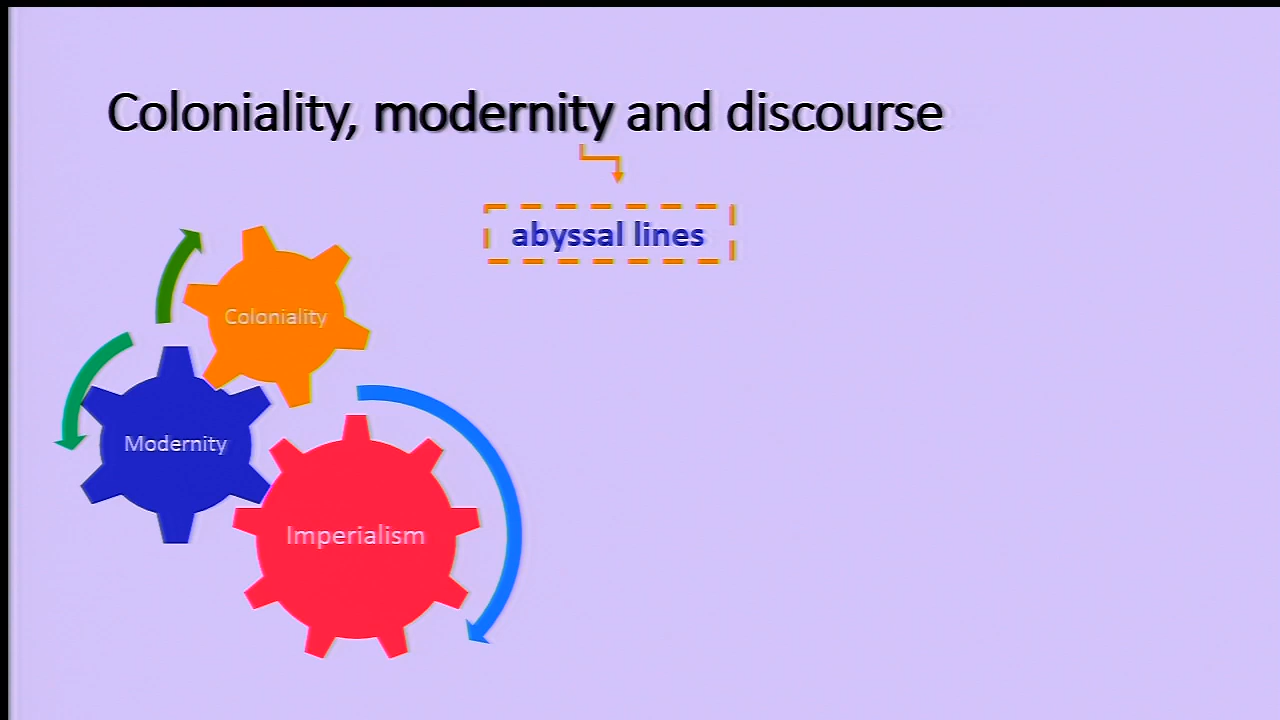 Coloniality, modernity and discourse
abyssal lines
Coloniality
Modernity
Imperialism